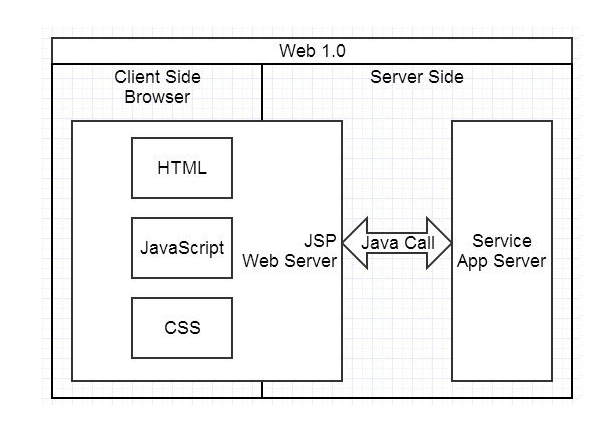 Web 1.0
Client Side
Browser
Server Side
HTML
JavaScript
CSS
JSP
Web Server
Java Call
Service
App Server